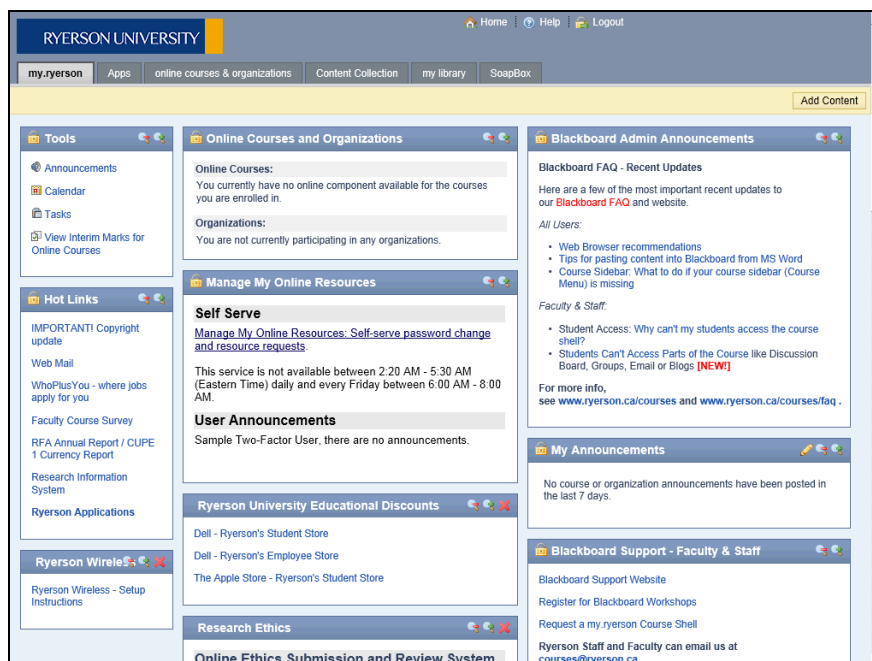 Home
Help
Logout
RYERSON UNIVERSITY
my.ryerson
Apps
online courses & organizations
Content Collection
my library
SoapBox
Add Content
Tools
Announcements
Calendar
Tasks
View Interim Marks for
Online Courses
Hot Links
IMPORTANT! Copyright
update
Web Mail
WhoPlusYou - where jobs
apply for you
Faculty Course Survey
RFA Annual Report / CUPE
1 Currency Report
Research Information
System
Ryerson Applications
Ryerson Wireless
Ryerson Wireless - Setup
Instructions
Online Courses and Organizations
Online Courses:
You currently have no online component available for the courses
you are enrolled in.
Organizations:
You are not currently participating in any organizations.
Manage My Online Resources
Self Serve
Manage My Online Resources: Self-serve password change
and resource requests.
This service is not available between 2:20 AM - 5:30 AM
(Eastern Time) daily and every Friday between 6:00 AM - 8:00
AM.
User Announcements
Sample Two-Factor User, there are no announcements.
Ryerson University Educational Discounts
Dell - Ryerson's Student Store
Dell - Ryerson's Employee Store
The Apple Store - Ryerson's Student Store
Research Ethics
Online Ethics Submission and Review System
Blackboard Admin Announcements
Blackboard FAQ - Recent Updates
Here are a few of the most important recent updates to
our Blackboard FAQ and website.
All Users:
• Web Browser recommendations
• Tips for pasting content into Blackboard from MS Word
• Course Sidebar: What to do if your course sidebar (Course
Menu) is missing
Faculty & Staff:
• Student Access: Why can't my students access the course
shell?
• Students Can't Access Parts of the Course like Discussion
Board, Groups, Email or Blogs [NEW!]
For more info,
see www.ryerson.ca/courses and www.ryerson.ca/courses/faq .
My Announcements
No course or organization announcements have been posted in
the last 7 days.
Blackboard Support - Faculty & Staff
Blackboard Support Website
Register for Blackboard Workshops
Request a my.ryerson Course Shell
Ryerson Staff and Faculty can email us at
courses@ryerson.ca